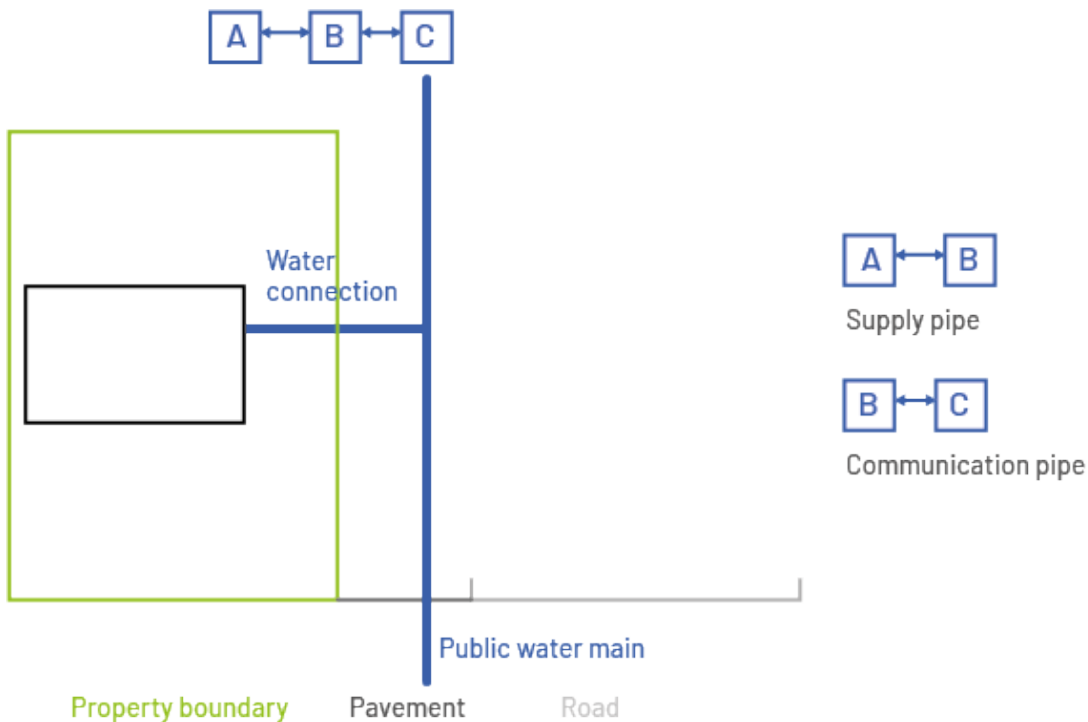 A B C
Water
connection
A B
Supply pipe
B C
Communication pipe
Public water main
Property boundary Pavement Road